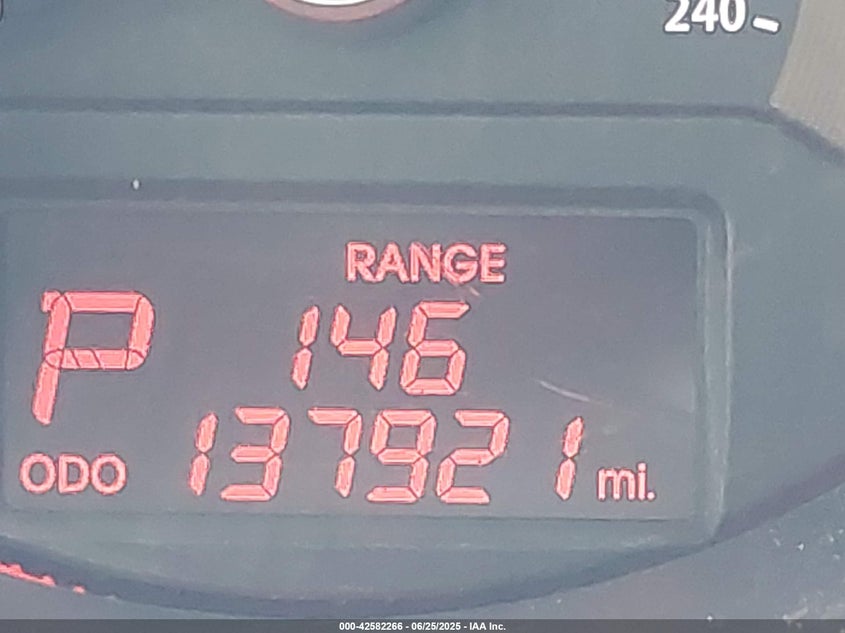 240
RANGE
P 146
ODO 137921 mi.
000-42582266 - 06/25/2025 - IAA Inc.